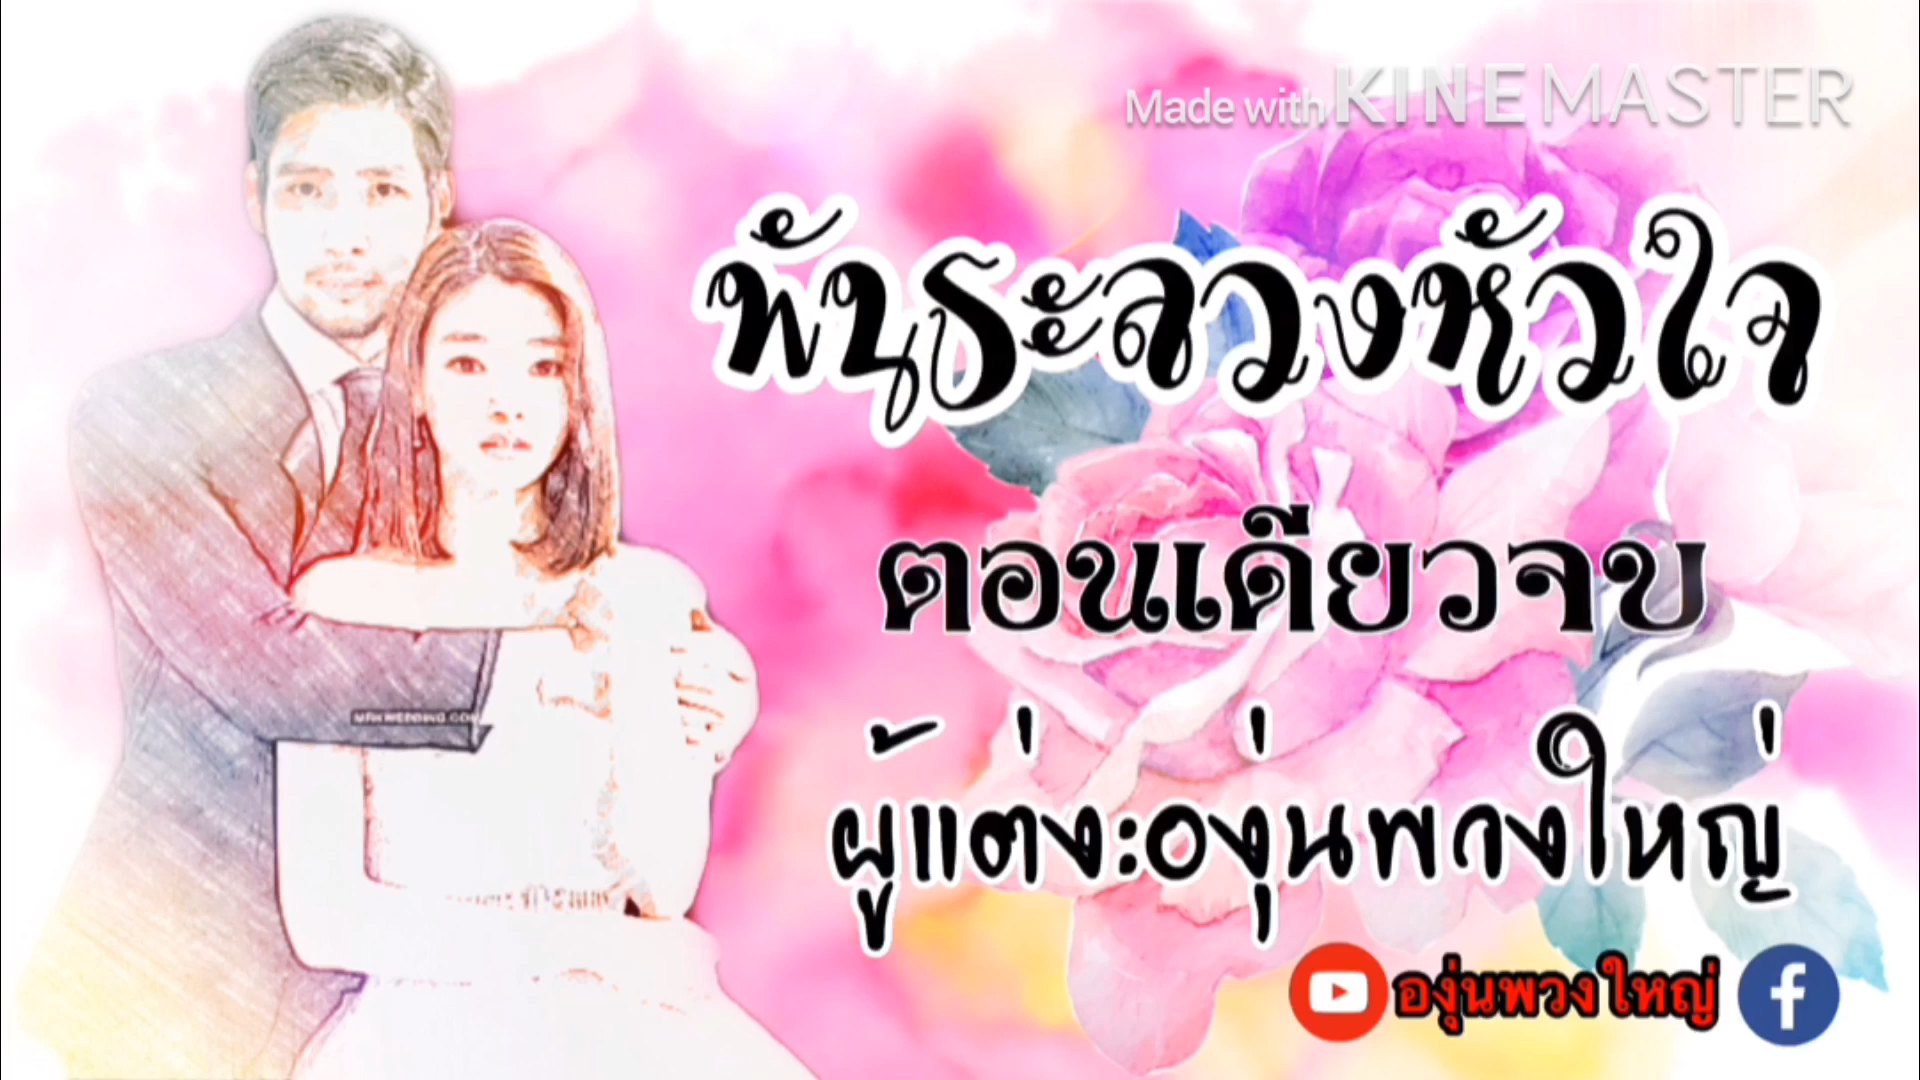 Made with KINEMASTER
พันธะลวงหัวใจ
ตอนเดียวจบ
ผู้แต่ง:องุ่นพวงใหญ่
องุ่นพวงใหญ่